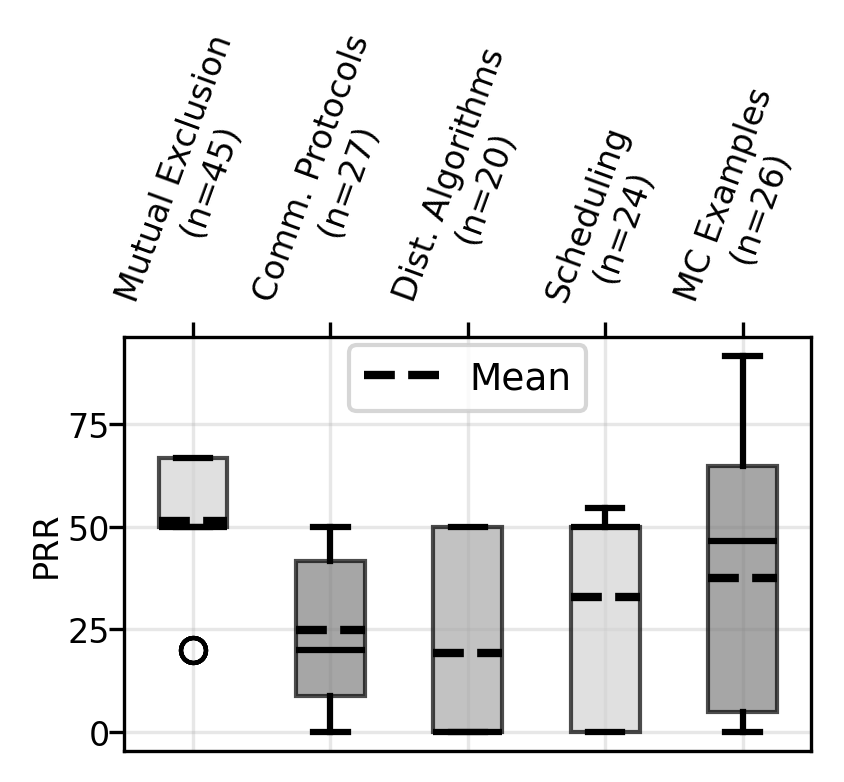 Mutual Exclusion
(n=45)
Comm. Protocols
(n=27)
Dist. Algorithms
(n=20)
Scheduling
(n=24)
MC Examples
(n=26)
Mean
PRR
75
50
25
0